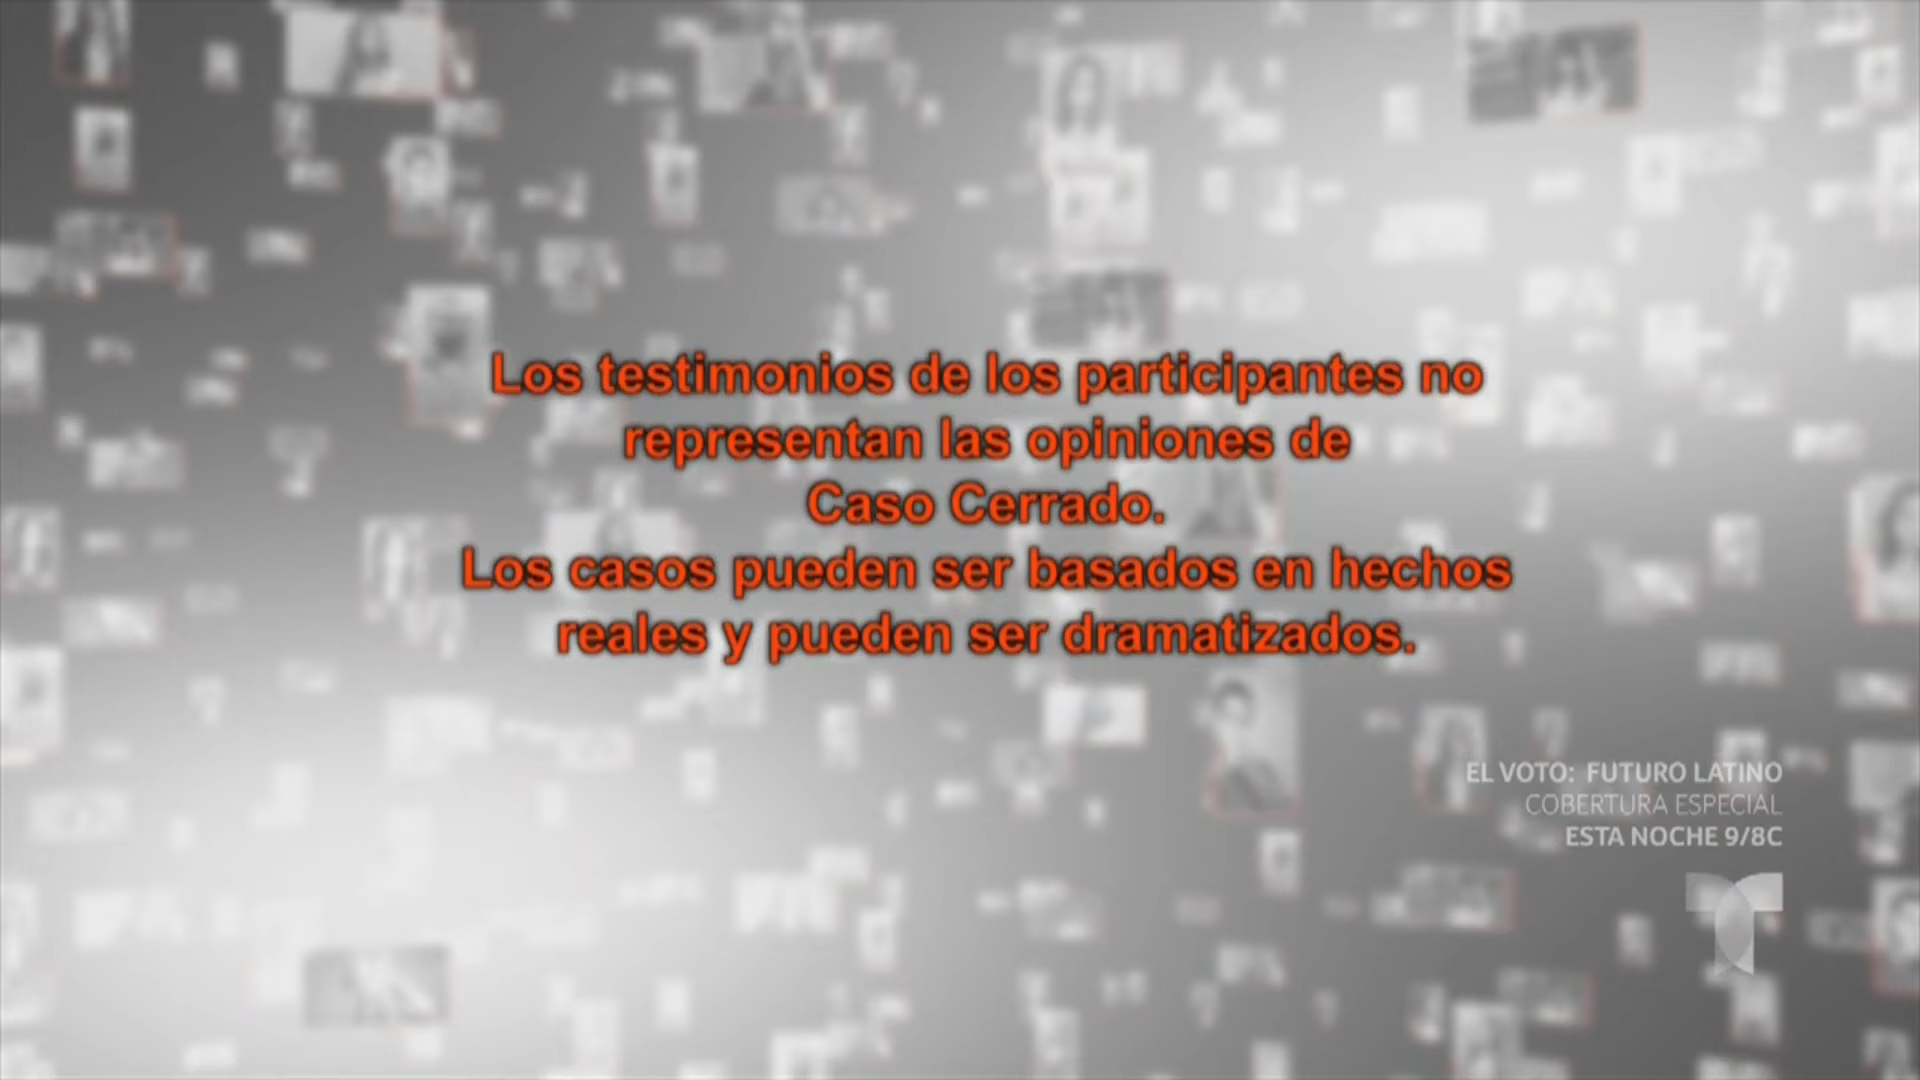 Los testimonios de los participantes no
representan las opiniones de
Caso Cerrado.
Los casos pueden ser basados en hechos
reales y pueden ser dramatizados.
EL VOTO: FUTURO LATINO
COBERTURA ESPECIAL
ESTA NOCHE 9/8C